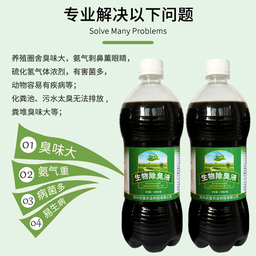 专业解决以下问题
Solve Many Problems
养殖圈舍臭味大，氨气刺鼻薰眼睛，
硫化氢气体浓烈，有害菌多，
动物容易有疾病等；
化粪池、污水太臭无法排放，
粪堆臭味大等；
01 臭味大
02 氨气重
03 病菌多
04 易生病
生物除臭液
生物除臭液